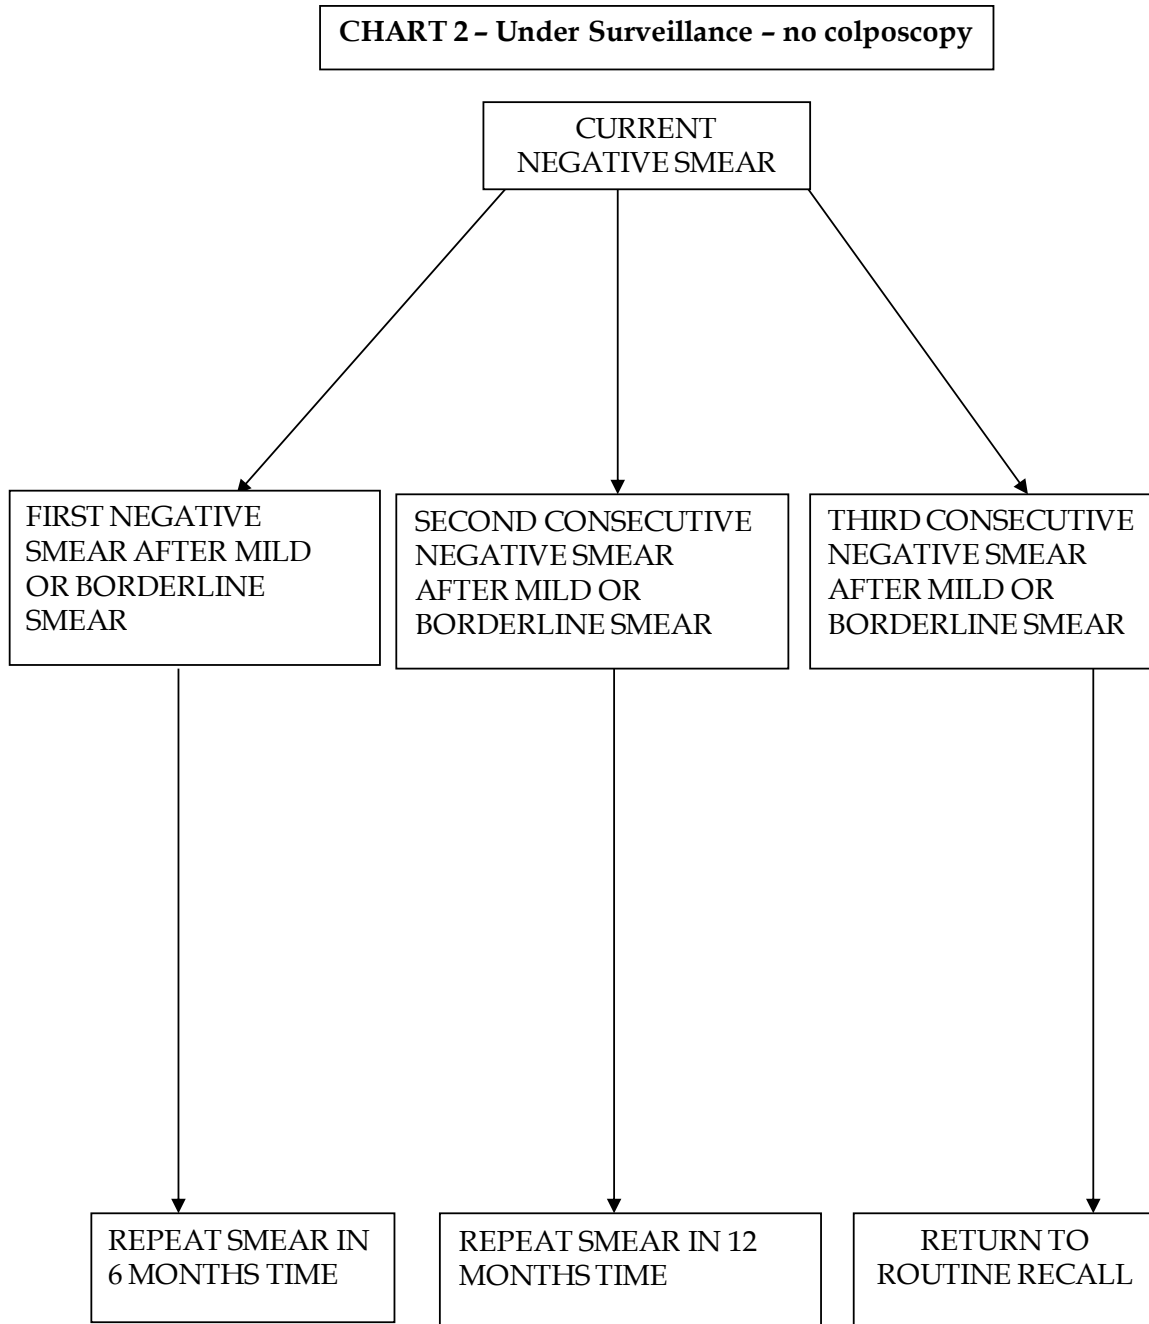 CHART 2 – Under Surveillance – no colposcopy
CURRENT
NEGATIVE SMEAR
FIRST NEGATIVE
SMEAR AFTER MILD
OR BORDERLINE
SMEAR
SECOND CONSECUTIVE
NEGATIVE SMEAR
AFTER MILD OR
BORDERLINE SMEAR
THIRD CONSECUTIVE
NEGATIVE SMEAR
AFTER MILD OR
BORDERLINE SMEAR
REPEAT SMEAR IN
6 MONTHS TIME
REPEAT SMEAR IN 12
MONTHS TIME
RETURN TO
ROUTINE RECALL